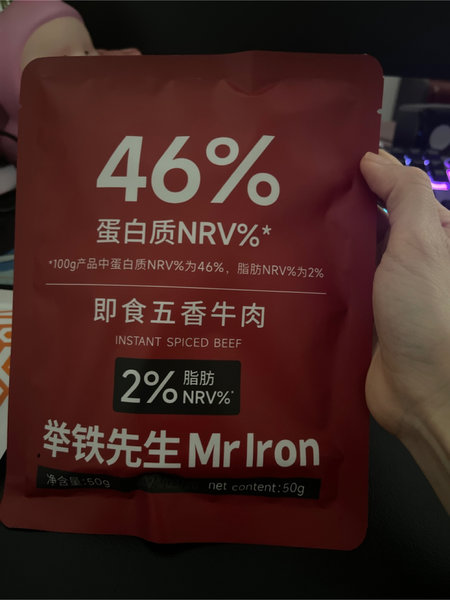 46%
蛋白质NRV%*
*100g产品中蛋白质NRV%为46%，脂肪NRV%为2%
即食五香牛肉
INSTANT SPICED BEEF
2% 脂肪 NRV%*
举铁先生 Mr Iron
净含量:50g net content:50g